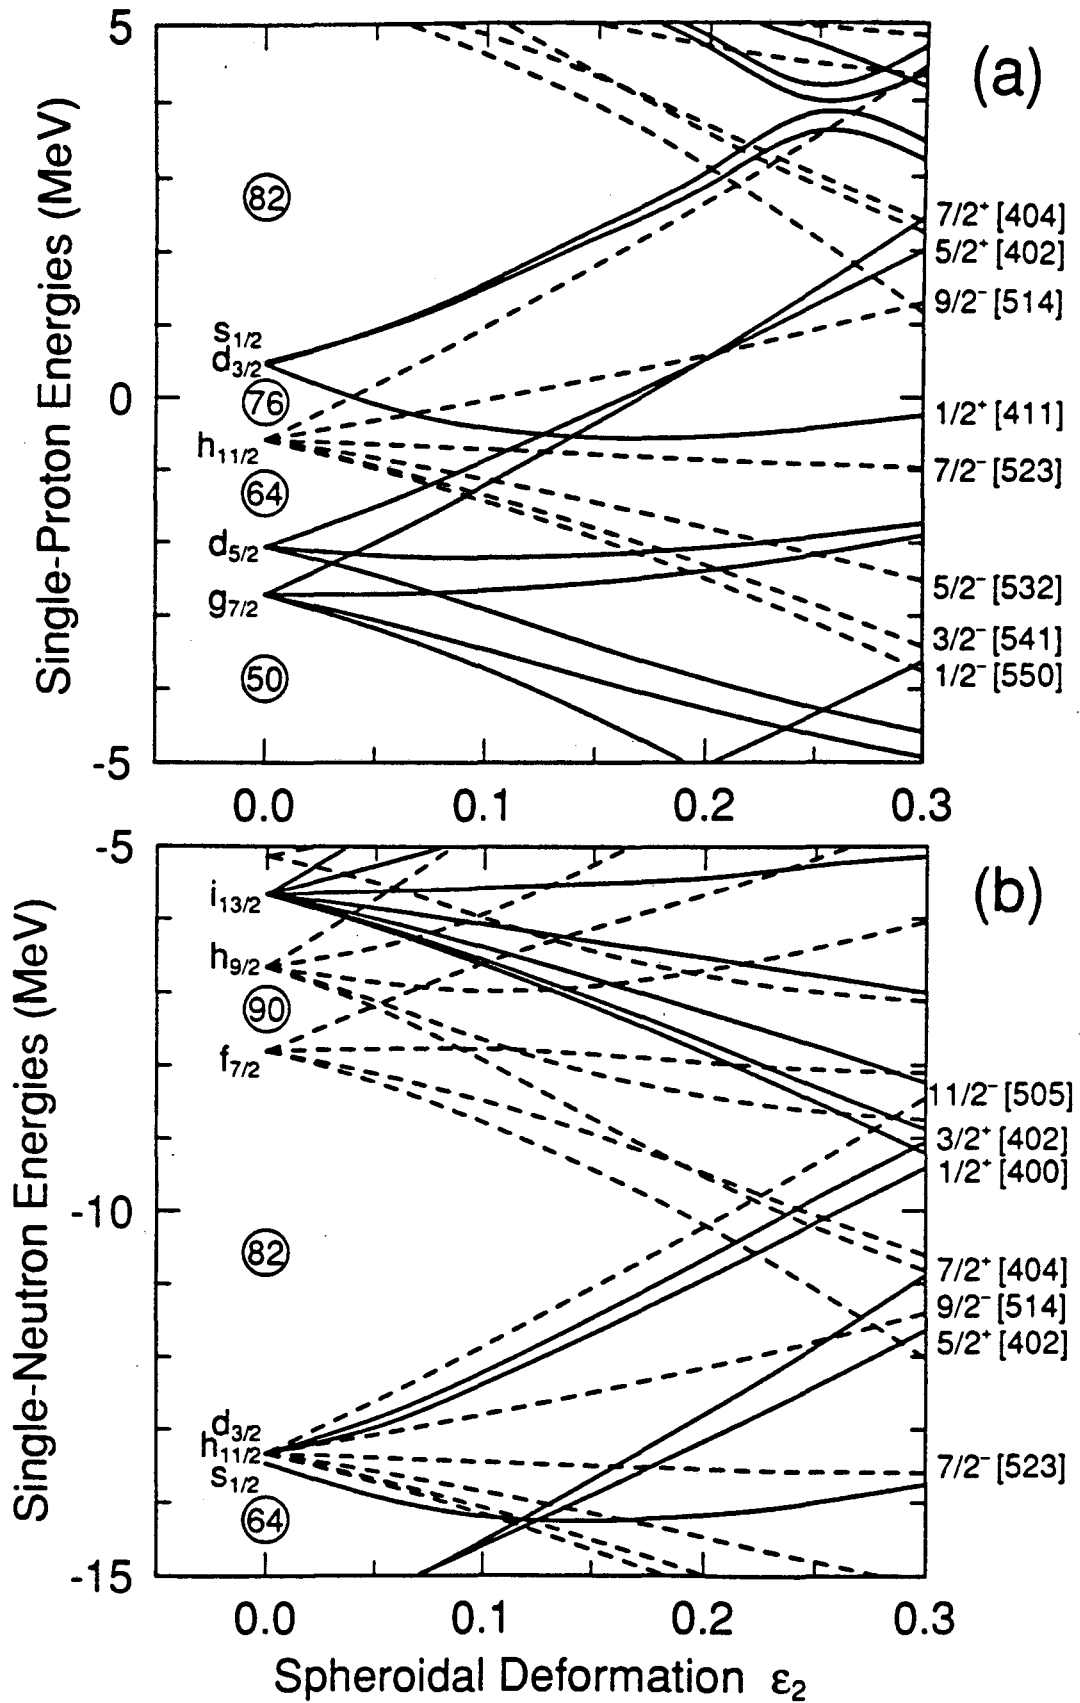 (a)
Single-Proton Energies (MeV)
5
0
-5
82
s1/2
d3/2
76
h11/2
64
d5/2
g7/2
50
7/2+ [404]
5/2+ [402]
9/2- [514]
1/2+ [411]
7/2- [523]
5/2- [532]
3/2- [541]
1/2- [550]
0.0 0.1 0.2 0.3
(b)
Single-Neutron Energies (MeV)
-5
-10
-15
i13/2
h9/2
90
f7/2
82
d3/2
h11/2
s1/2
64
11/2- [505]
3/2+ [402]
1/2+ [400]
7/2+ [404]
9/2- [514]
5/2+ [402]
7/2- [523]
0.0 0.1 0.2 0.3
Spheroidal Deformation ε2